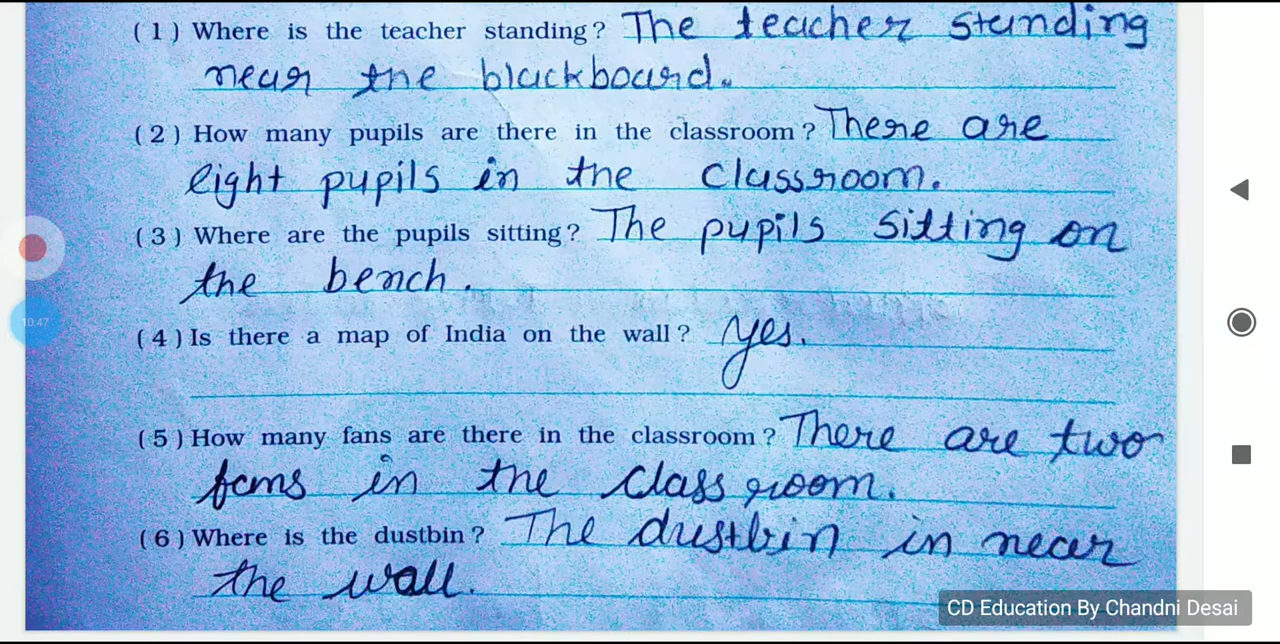 (1) Where is the teacher standing? The teacher standing
near the blackboard.
(2) How many pupils are there in the classroom? There are
eight pupils in the classroom.
(3) Where are the pupils sitting? The pupils sitting on
the bench.
(4) Is there a map of India on the wall? Yes.
(5) How many fans are there in the classroom? There are two
fans in the class room.
(6) Where is the dustbin? The dustbin in near
the wall.
10:47
CD Education By Chandni Desai